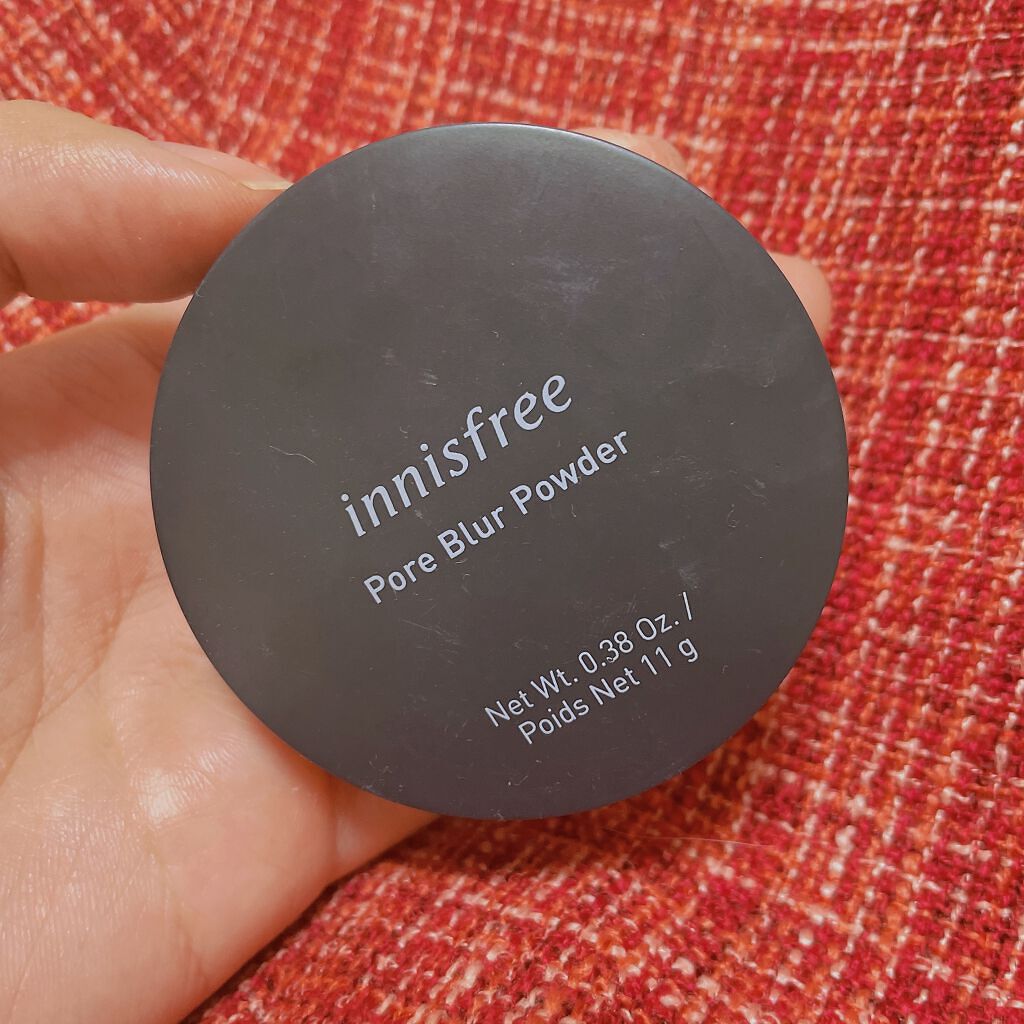 innisfree
Pore Blur Powder
Net Wt. 0.38 Oz. /
Poids Net 11 g